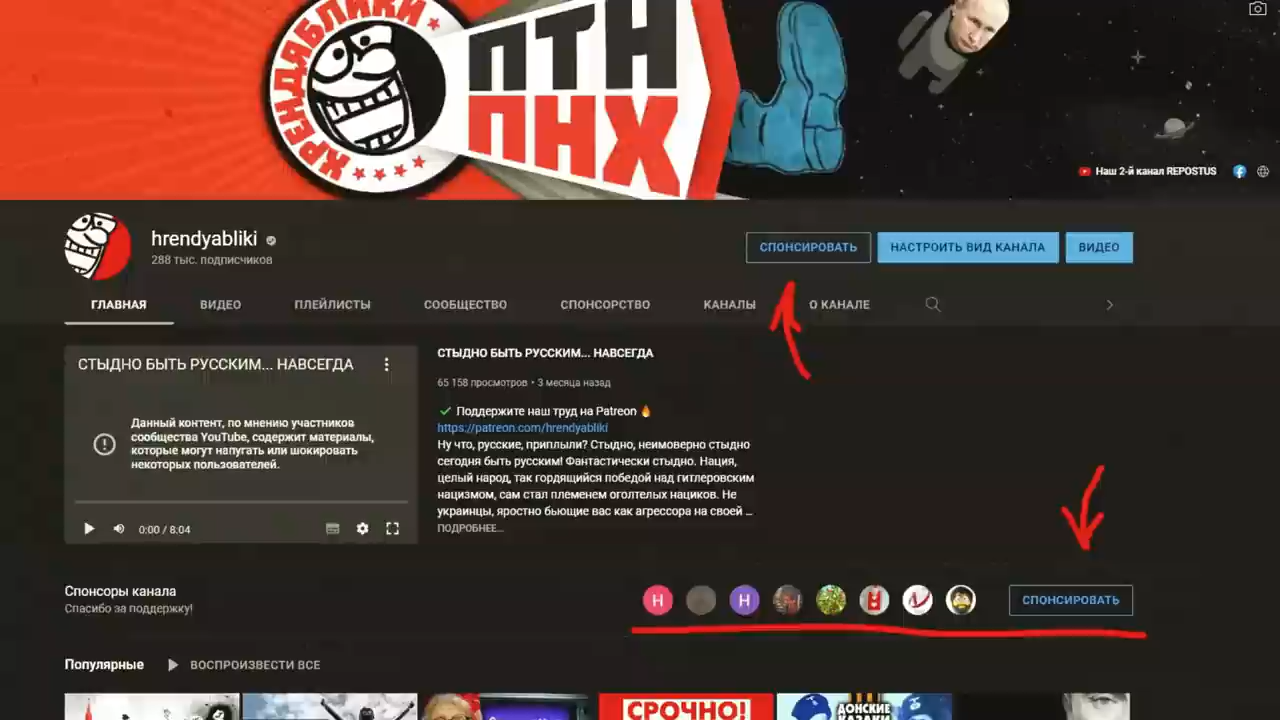 ХРЕНДЯБЛИКИ
ПТН
ПНХ
Наш 2-й канал REPOSTUS
hrendyabliki
288 тыс. подписчиков
СПОНСИРОВАТЬ
НАСТРОИТЬ ВИД КАНАЛА
ВИДЕО
ГЛАВНАЯ
ВИДЕО
ПЛЕЙЛИСТЫ
СООБЩЕСТВО
СПОНСОРСТВО
КАНАЛЫ
О КАНАЛЕ
СТЫДНО БЫТЬ РУССКИМ... НАВСЕГДА
Данный контент, по мнению участников
сообщества YouTube, содержит материалы,
которые могут напугать или шокировать
некоторых пользователей.
0:00 / 8:04
СТЫДНО БЫТЬ РУССКИМ... НАВСЕГДА
65 158 просмотров • 3 месяца назад
Поддержите наш труд на Patreon
https://patreon.com/hrendyabliki
Ну что, русские, приплыли? Стыдно, неимоверно стыдно
сегодня быть русским! Фантастически стыдно. Нация,
целый народ, так гордящийся победой над гитлеровским
нацизмом, сам стал племенем оголтелых нациков. Не
украинцы, яростно бьющие вас как агрессора на своей ...
ПОДРОБНЕЕ...
Спонсоры канала
Спасибо за поддержку!
H
H
СПОНСИРОВАТЬ
Популярные
ВОСПРОИЗВЕСТИ ВСЕ
СРОЧНО!
ДОНСКИЕ
КАЗАКИ